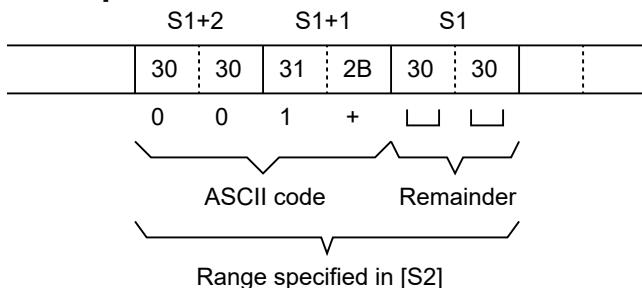 S1+2 S1+1 S1
30 30 31 2B 30 30
0 0 1 +
ASCII code Remainder
Range specified in [S2]